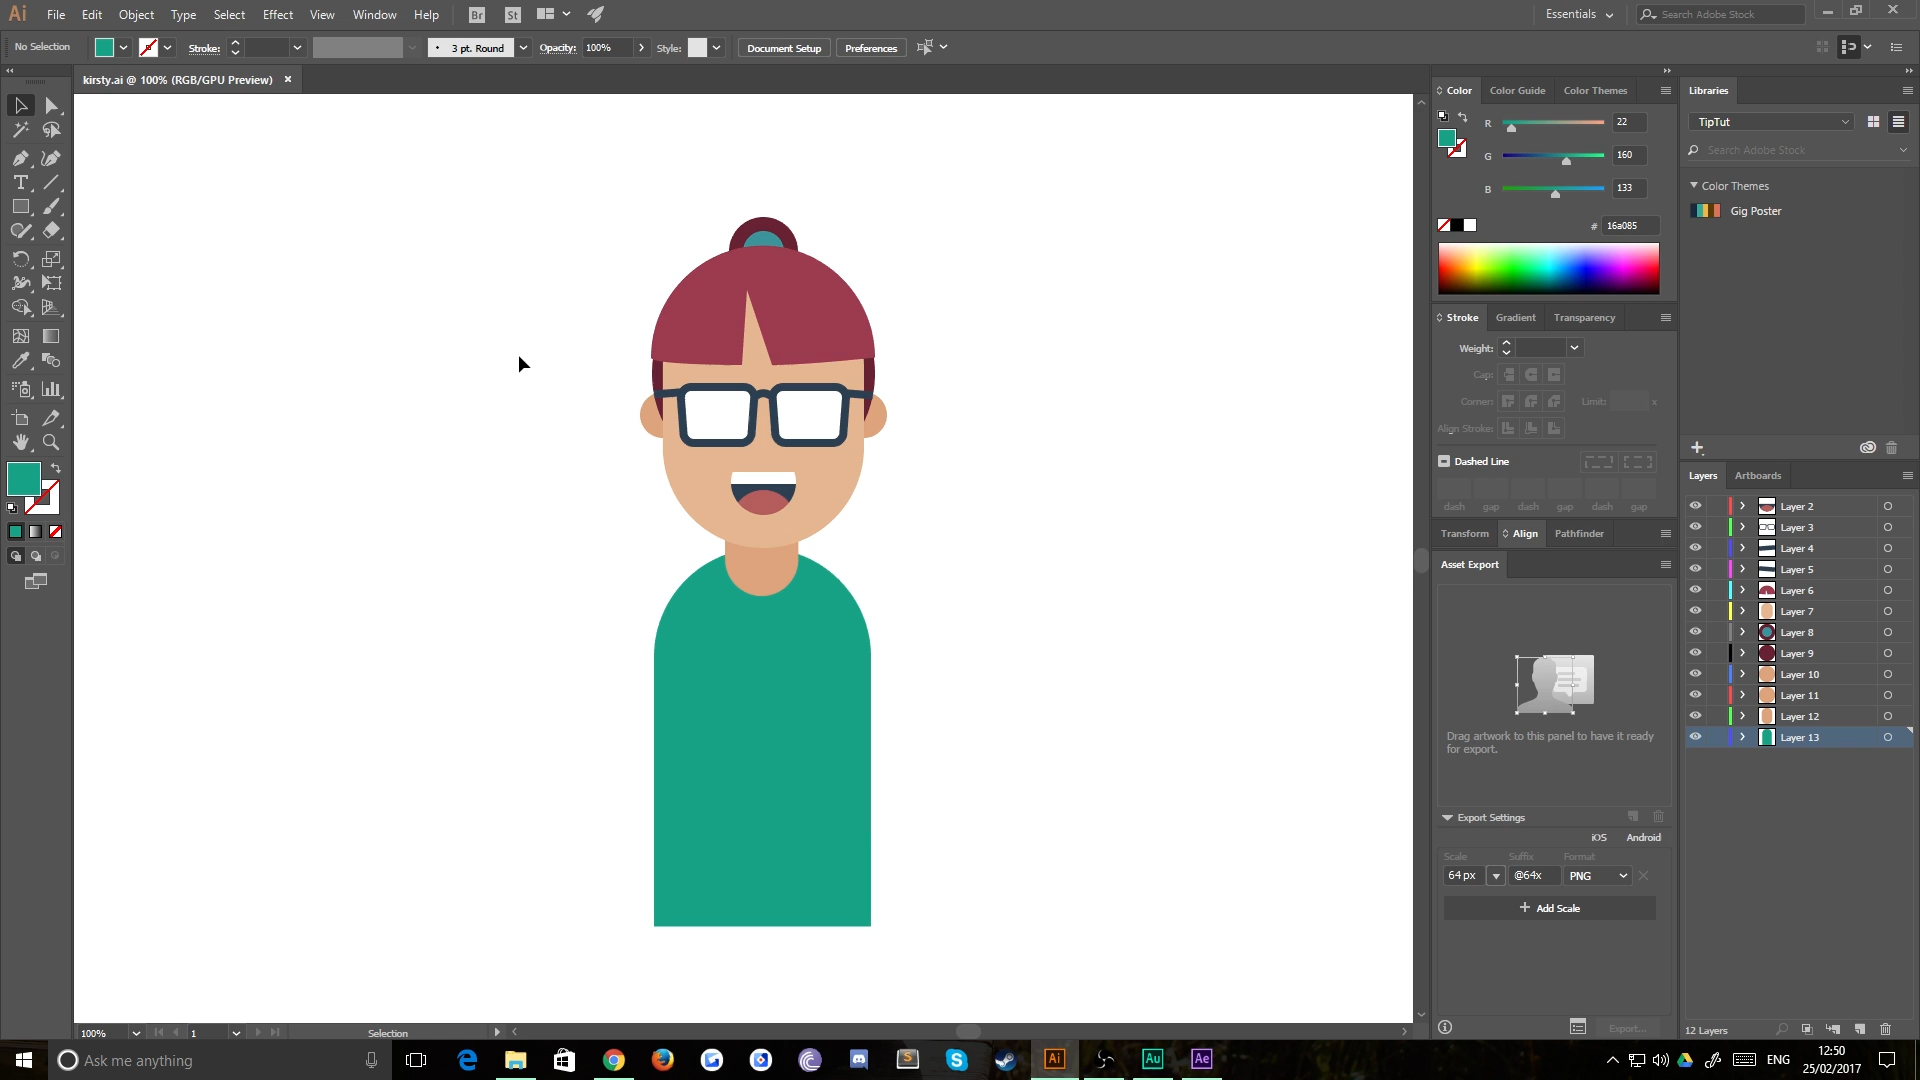 Ai File Edit Object Type Select Effect View Window Help Br St Essentials Search Adobe Stock
No Selection Stroke: 3 pt. Round Opacity: 100% Style: Document Setup Preferences
kirsty.ai @ 100% (RGB/GPU Preview) ×
Color Color Guide Color Themes
R 22
G 160
B 133
# 16a085
Stroke Gradient Transparency
Weight:
Cap:
Corner: Limit: x
Align Stroke:
Dashed Line
dash gap dash gap dash gap
Transform Align Pathfinder
Asset Export
Drag artwork to this panel to have it ready
for export.
Export Settings
iOS Android
Scale Suffix Format
64 px @64x PNG
+ Add Scale
Export...
Libraries
TipTut
Search Adobe Stock
Color Themes
Gig Poster
Layers Artboards
Layer 2
Layer 3
Layer 4
Layer 5
Layer 6
Layer 7
Layer 8
Layer 9
Layer 10
Layer 11
Layer 12
Layer 13
12 Layers
100% 1 Selection
Ask me anything
S Ai Au Ae
ENG
12:50
25/02/2017